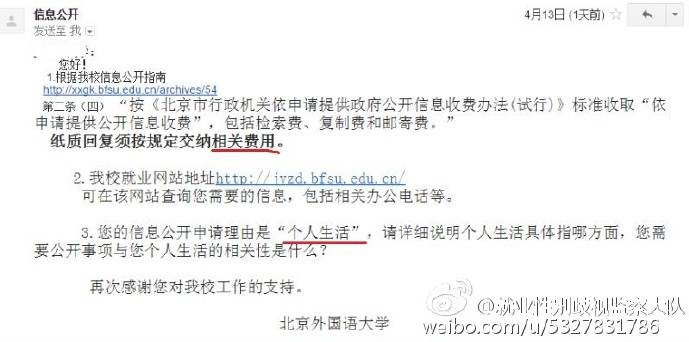 信息公开
4月13日 (1天前)
发送至 我
您好!
1.根据我校信息公开指南
http://xxgk.bfsu.edu.cn/archives/54
第二条(四)“按《北京市行政机关依申请提供政府公开信息收费办法(试行)》标准收取“依
申请提供公开信息收费”，包括检索费、复制费和邮寄费。”
纸质回复须按规定交纳相关费用。
2.我校就业网站地址http://jyzd.bfsu.edu.cn/
可在该网站查询您需要的信息，包括相关办公电话等。
3.您的信息公开申请理由是“个人生活”，请详细说明个人生活具体指哪方面，您需
要公开事项与您个人生活的相关性是什么？
再次感谢您对我校工作的支持。
北京外国语大学
@就业性别歧视监察大队
weibo.com/u/5327831786